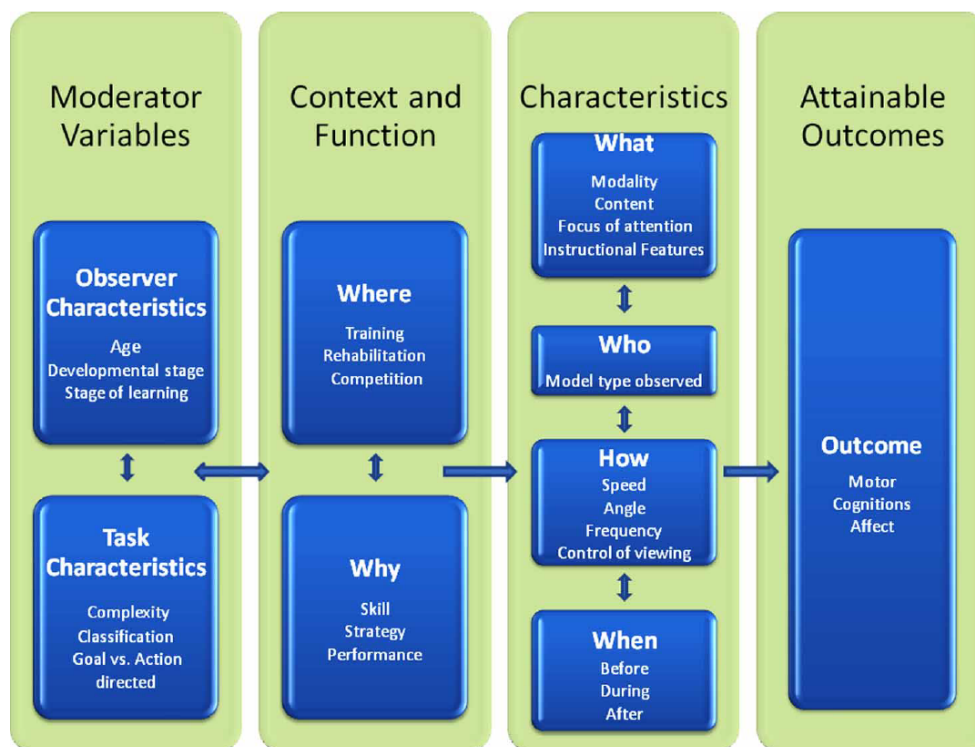 Moderator
Variables
Observer
Characteristics
Age
Developmental stage
Stage of learning
Task
Characteristics
Complexity
Classification
Goal vs. Action
directed
Context and
Function
Where
Training
Rehabilitation
Competition
Why
Skill
Strategy
Performance
Characteristics
What
Modality
Content
Focus of attention
Instructional Features
Who
Model type observed
How
Speed
Angle
Frequency
Control of viewing
When
Before
During
After
Attainable
Outcomes
Outcome
Motor
Cognitions
Affect